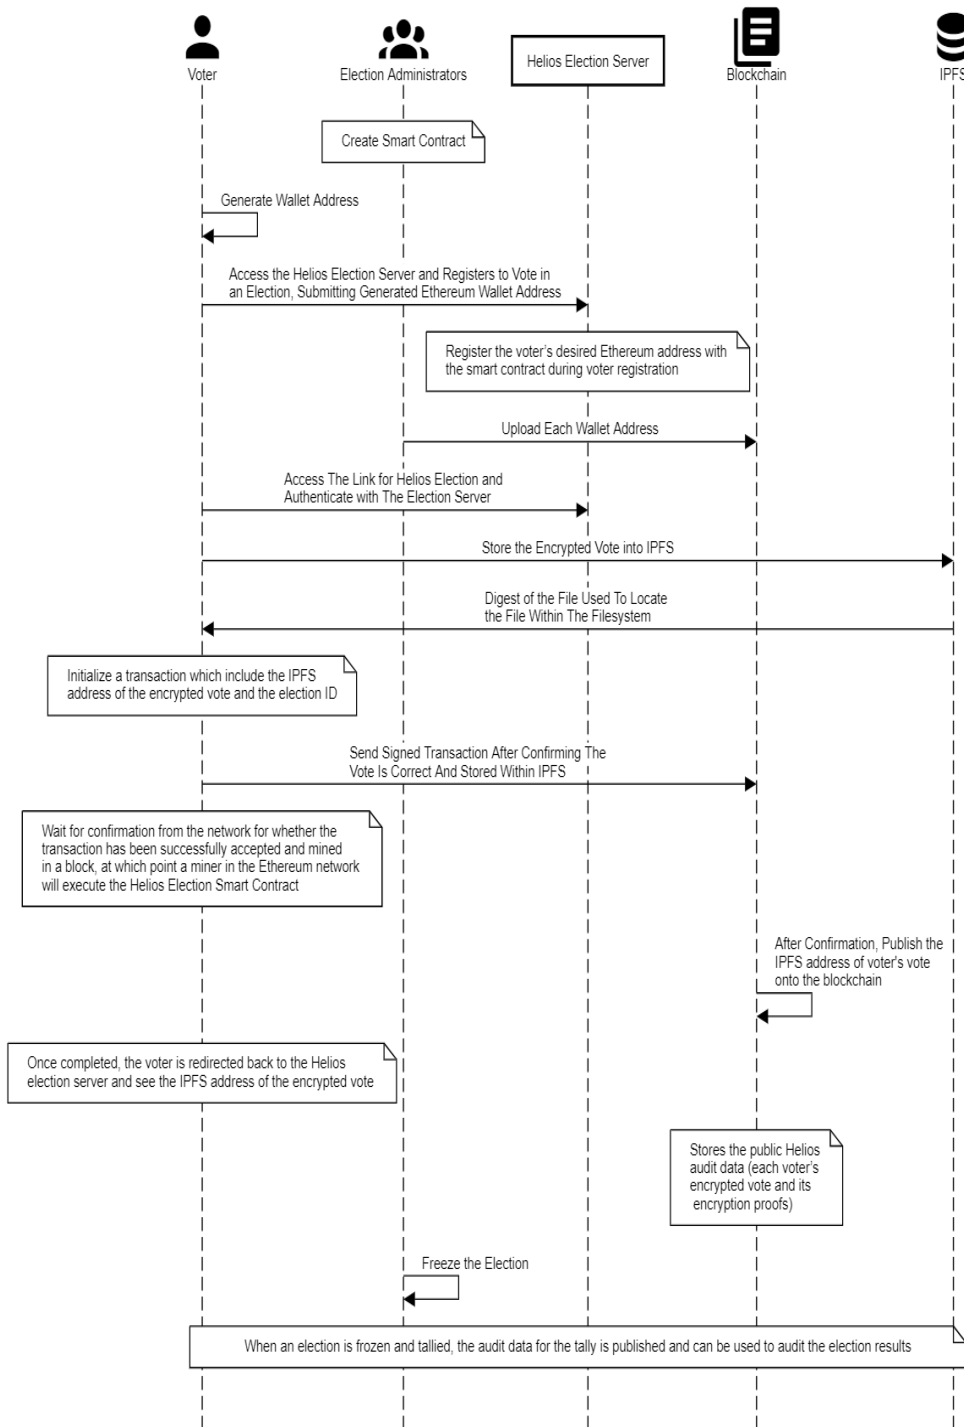 Voter
Election Administrators
Helios Election Server
Blockchain
IPFS
Create Smart Contract
Generate Wallet Address
Access the Helios Election Server and Registers to Vote in
an Election, Submitting Generated Ethereum Wallet Address
Register the voter's desired Ethereum address with
the smart contract during voter registration
Upload Each Wallet Address
Access The Link for Helios Election and
Authenticate with The Election Server
Store the Encrypted Vote into IPFS
Digest of the File Used To Locate
the File Within The Filesystem
Initialize a transaction which include the IPFS
address of the encrypted vote and the election ID
Send Signed Transaction After Confirming The
Vote Is Correct And Stored Within IPFS
Wait for confirmation from the network for whether the
transaction has been successfully accepted and mined
in a block, at which point a miner in the Ethereum network
will execute the Helios Election Smart Contract
After Confirmation, Publish the
IPFS address of voter's vote
onto the blockchain
Once completed, the voter is redirected back to the Helios
election server and see the IPFS address of the encrypted vote
Stores the public Helios
audit data (each voter's
encrypted vote and its
encryption proofs)
Freeze the Election
When an election is frozen and tallied, the audit data for the tally is published and can be used to audit the election results